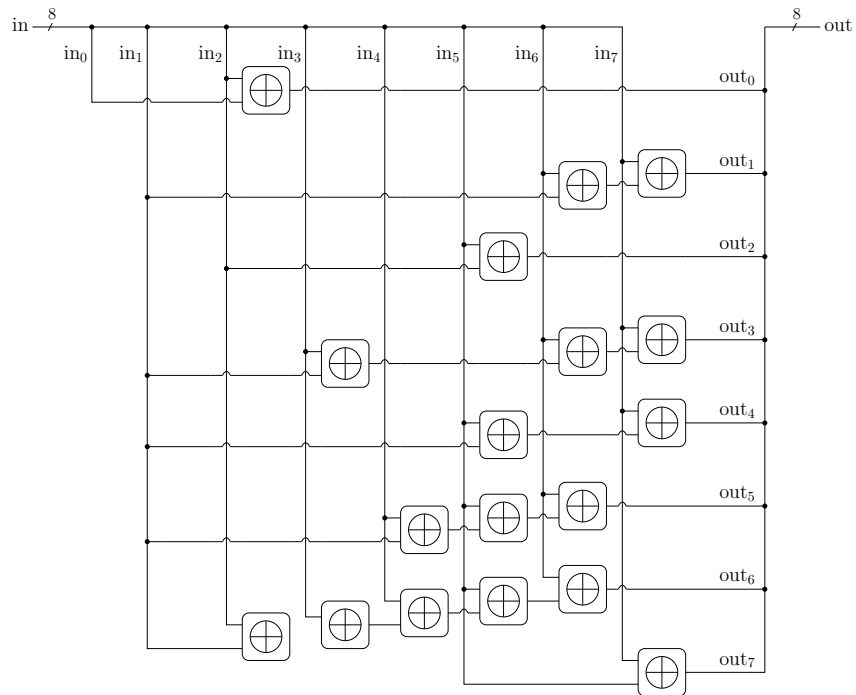 in 8 8 out
in₀ in₁ in₂ in₃ in₄ in₅ in₆ in₇
out₀
out₁
out₂
out₃
out₄
out₅
out₆
out₇